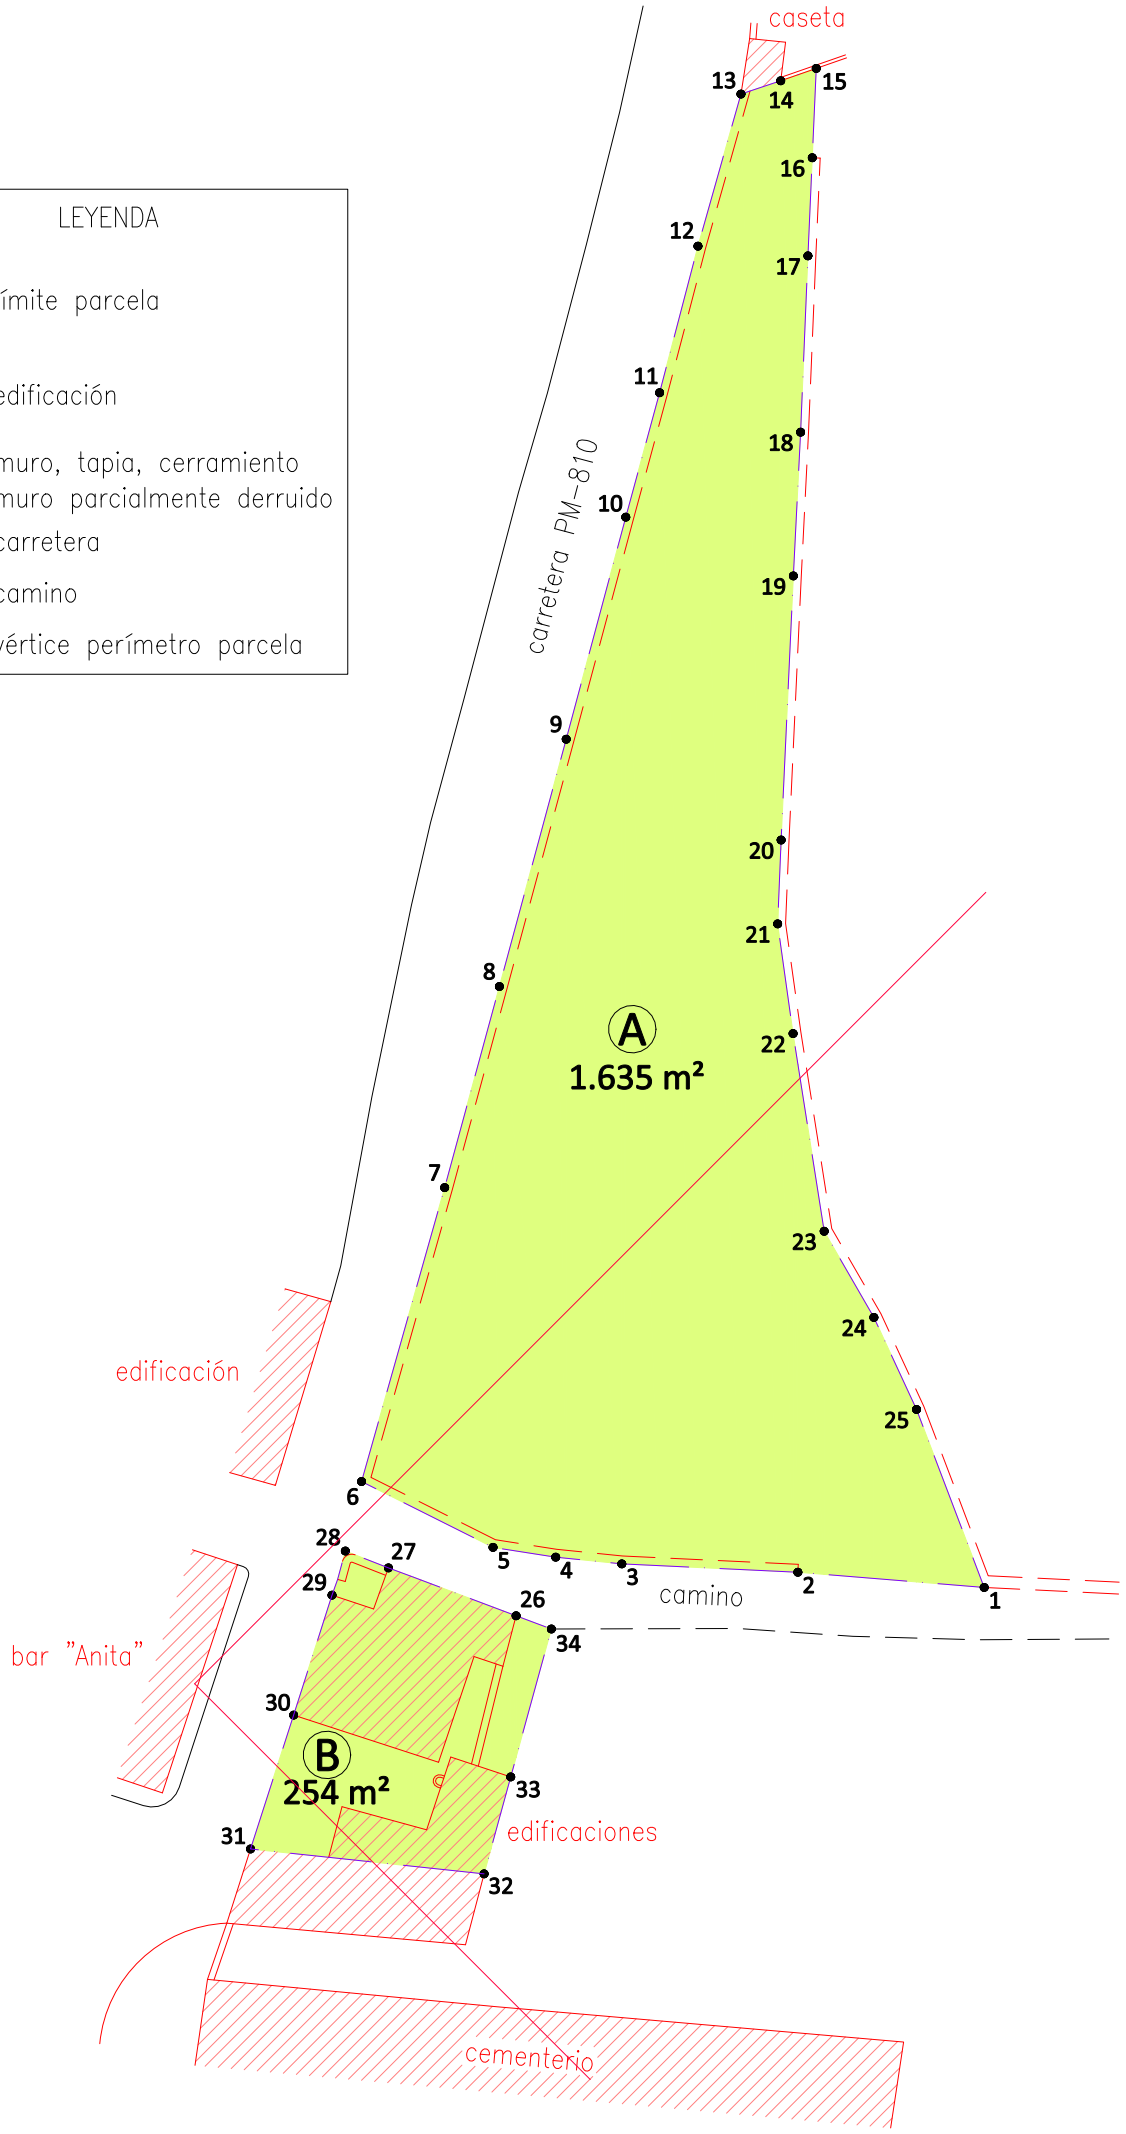 caseta
13
14
15
16
LEYENDA
12
17
ímite parcela
11
edificación
18
muro, tapia, cerramiento
10
muro parcialmente derruido
carretera PM-810
carretera
19
camino
vértice perímetro parcela
9
20
21
8
A
22
1.635 m²
7
23
24
edificación
25
6
28
5
27
4
3
2
29
camino
1
26
34
bar "Anita"
30
B
33
254 m²
31
edificaciones
32
cementerio